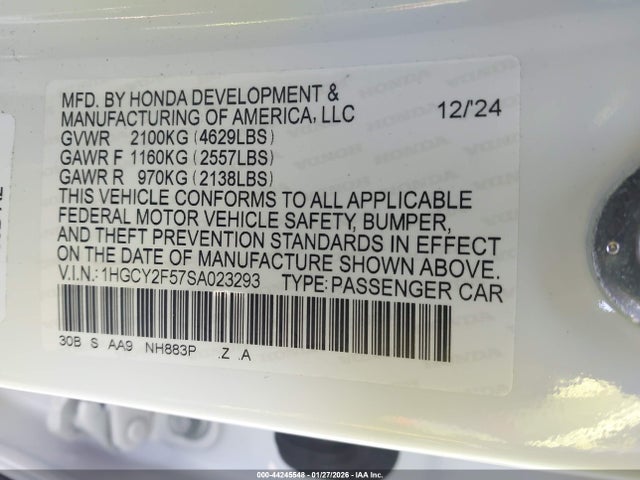 MFD. BY HONDA DEVELOPMENT &
MANUFACTURING OF AMERICA, LLC 12/'24
GVWR 2100KG (4629LBS)
GAWR F 1160KG (2557LBS)
GAWR R 970KG (2138LBS)
THIS VEHICLE CONFORMS TO ALL APPLICABLE
FEDERAL MOTOR VEHICLE SAFETY, BUMPER,
AND THEFT PREVENTION STANDARDS IN EFFECT
ON THE DATE OF MANUFACTURE SHOWN ABOVE.
V.I.N.: 1HGCY2F57SA023293 TYPE: PASSENGER CAR
30B S AA9 NH883P .Z .A
000-44245548 | 01/27/2026 - IAA Inc.